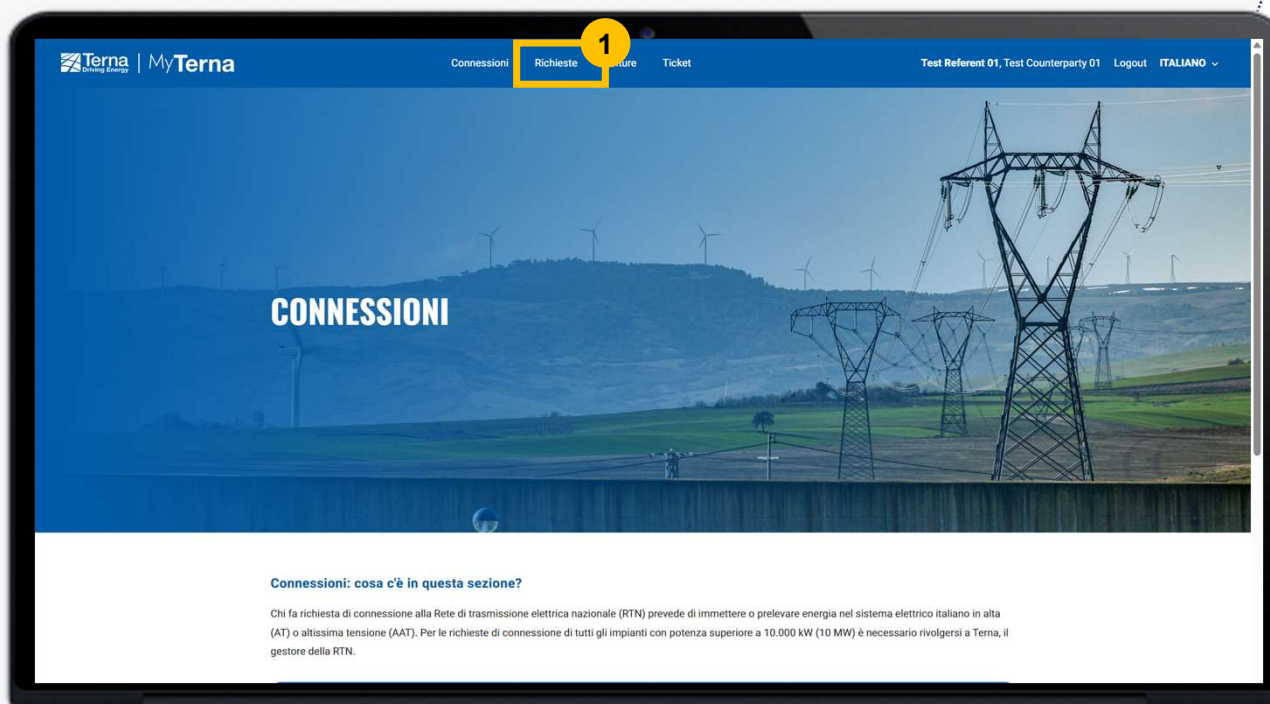 1
Terna
Driving Energy
MyTerna
Connessioni Richieste ture Ticket
Test Referent 01, Test Counterparty 01 Logout ITALIANO
CONNESSIONI
Connessioni: cosa c'è in questa sezione?
Chi fa richiesta di connessione alla Rete di trasmissione elettrica nazionale (RTN) prevede di immettere o prelevare energia nel sistema elettrico italiano in alta
(AT) o altissima tensione (AAT). Per le richieste di connessione di tutti gli impianti con potenza superiore a 10.000 kW (10 MW) è necessario rivolgersi a Terna, il
gestore della RTN.